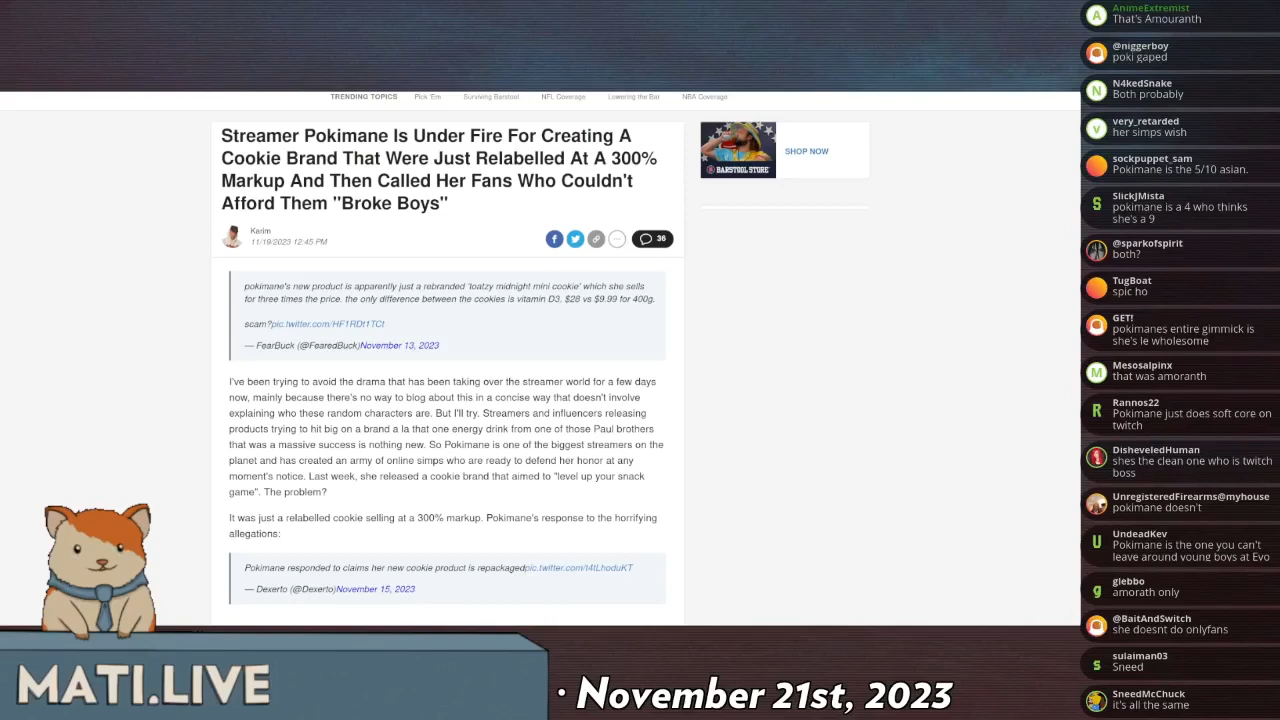 TRENDING TOPICS Pick 'Em Surviving Barstool NFL Coverage Lowering the Bar NBA Coverage
Streamer Pokimane Is Under Fire For Creating A
Cookie Brand That Were Just Relabelled At A 300%
Markup And Then Called Her Fans Who Couldn't
Afford Them "Broke Boys"
Karim
11/19/2023 12:45 PM
36
BARSTOOL STORE
SHOP NOW
pokimane's new product is apparently just a rebranded 'toatzy midnight mini cookie' which she sells
for three times the price. the only difference between the cookies is vitamin D3. $28 vs $9.99 for 400g.
scam?pic.twitter.com/HF1RDt1TCt
— FearBuck (@FearedBuck)November 13, 2023
I've been trying to avoid the drama that has been taking over the streamer world for a few days
now, mainly because there's no way to blog about this in a concise way that doesn't involve
explaining who these random characters are. But I'll try. Streamers and influencers releasing
products trying to hit big on a brand a la that one energy drink from one of those Paul brothers
that was a massive success is nothing new. So Pokimane is one of the biggest streamers on the
planet and has created an army of online simps who are ready to defend her honor at any
moment's notice. Last week, she released a cookie brand that aimed to "level up your snack
game". The problem?
It was just a relabelled cookie selling at a 300% markup. Pokimane's response to the horrifying
allegations:
Pokimane responded to claims her new cookie product is repackagedpic.twitter.com/t4tLhoduKT
— Dexerto (@Dexerto)November 15, 2023
MATI.LIVE
· November 21st, 2023
A
AnimeExtremist
That's Amouranth
@niggerboy
poki gaped
N
N4kedSnake
Both probably
v
very_retarded
her simps wish
sockpuppet_sam
Pokimane is the 5/10 asian.
S
SlickJMista
pokimane is a 4 who thinks
she's a 9
@sparkofspirit
both?
TugBoat
spic ho
GET!
pokimanes entire gimmick is
she's le wholesome
M
Mesosalpinx
that was amoranth
R
Rannos22
Pokimane just does soft core on
twitch
DisheveledHuman
shes the clean one who is twitch
boss
UnregisteredFirearms@myhouse
pokimane doesn't
U
UndeadKev
Pokimane is the one you can't
leave around young boys at Evo
g
glebbo
amorath only
@BaitAndSwitch
she doesnt do onlyfans
s
sulaiman03
Sneed
SneedMcChuck
it's all the same